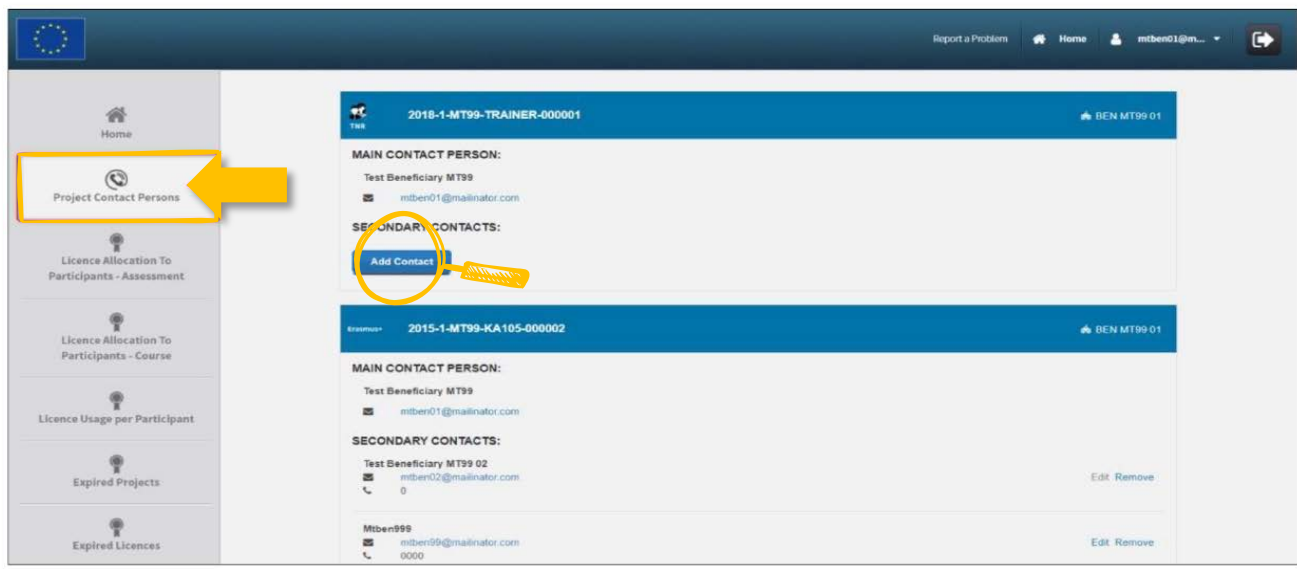 Report a Problem Home mtben01@m...
Home
Project Contact Persons
Licence Allocation To
Participants - Assessment
Licence Allocation To
Participants - Course
Licence Usage per Participant
Expired Projects
Expired Licences
TNR 2018-1-MT99-TRAINER-000001 BEN MT99 01
MAIN CONTACT PERSON:
Test Beneficiary MT99
mtben01@mailinator.com
SECONDARY CONTACTS:
Add Contact
Erasmus+ 2015-1-MT99-KA105-000002 BEN MT99 01
MAIN CONTACT PERSON:
Test Beneficiary MT99
mtben01@mailinator.com
SECONDARY CONTACTS:
Test Beneficiary MT99 02
mtben02@mailinator.com Edit Remove
0
Mtben999
mtben99@mailinator.com Edit Remove
0000